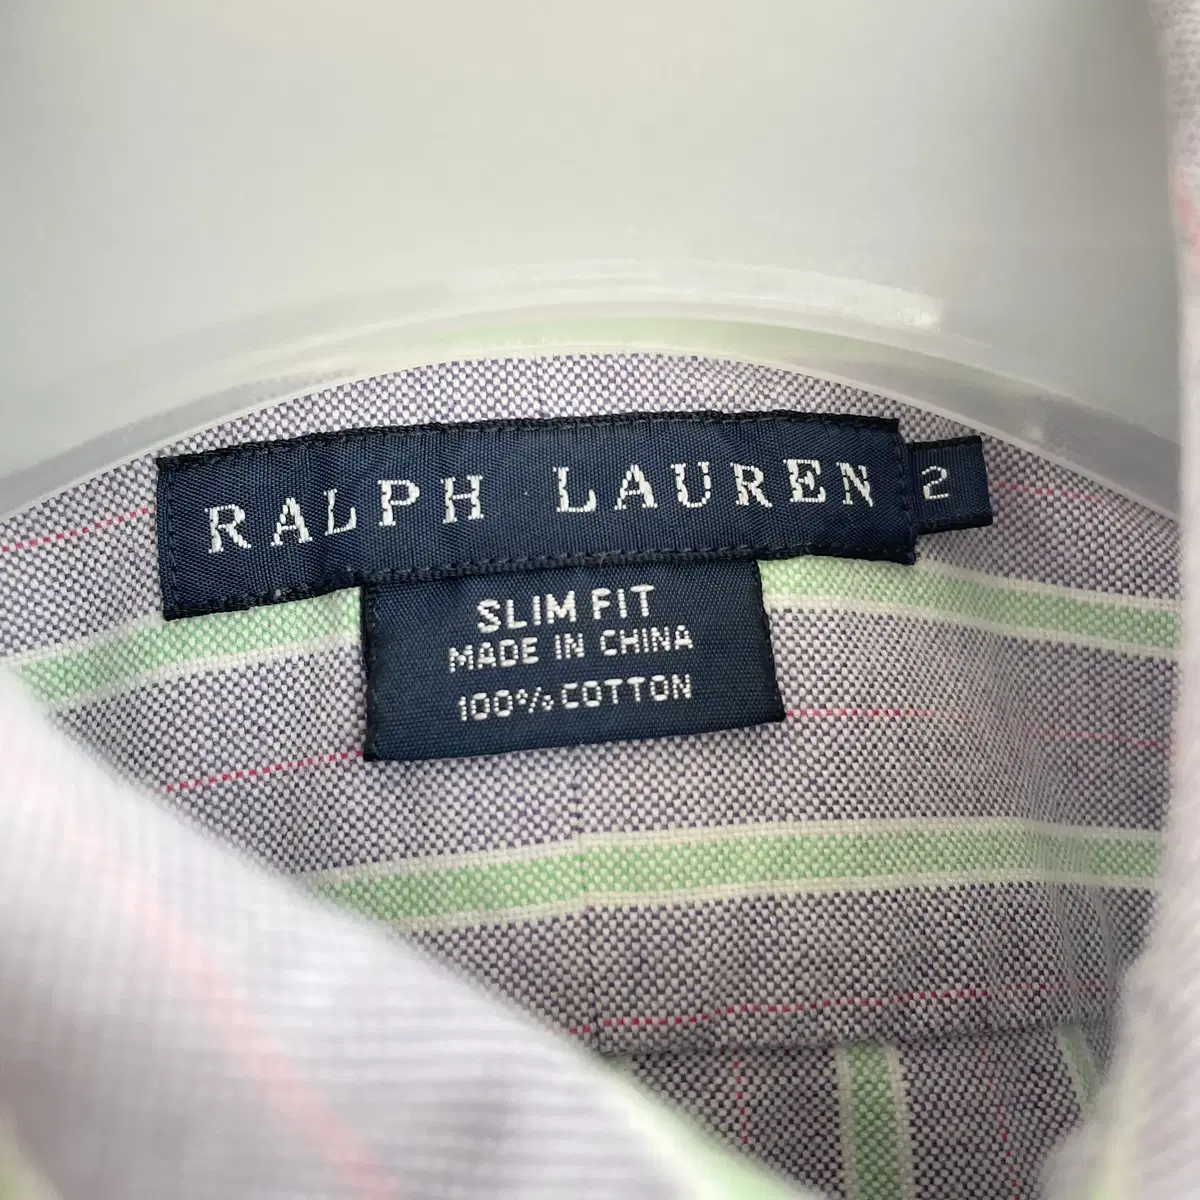 RALPH LAUREN 2
SLIM FIT
MADE IN CHINA
100% COTTON